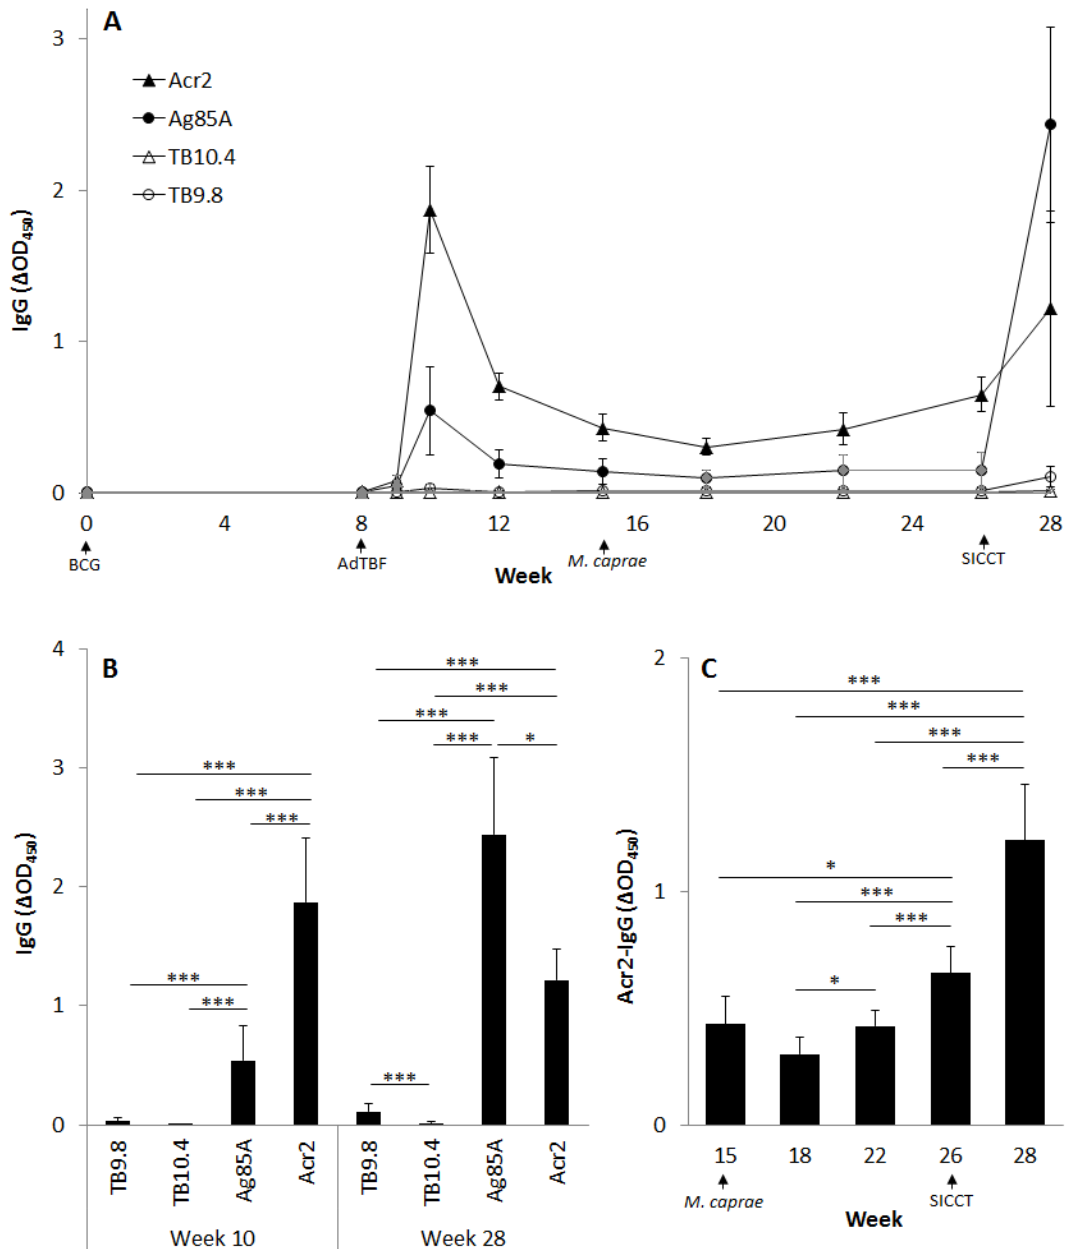 A
3
2
1
0
IgG (ΔOD450)
Acr2
Ag85A
TB10.4
TB9.8
0 4 8 12 16 20 24 28
BCG AdTBF M. caprae SICCT
Week
B
4
3
2
1
0
IgG (ΔOD450)
*** 
***
***
***
***
***
***
***
*** *
***
TB9.8 TB10.4 Ag85A Acr2 TB9.8 TB10.4 Ag85A Acr2
Week 10 Week 28
C
2
1
0
Acr2-IgG (ΔOD450)
***
***
***
***
*
***
***
*
15 18 22 26 28
M. caprae SICCT
Week